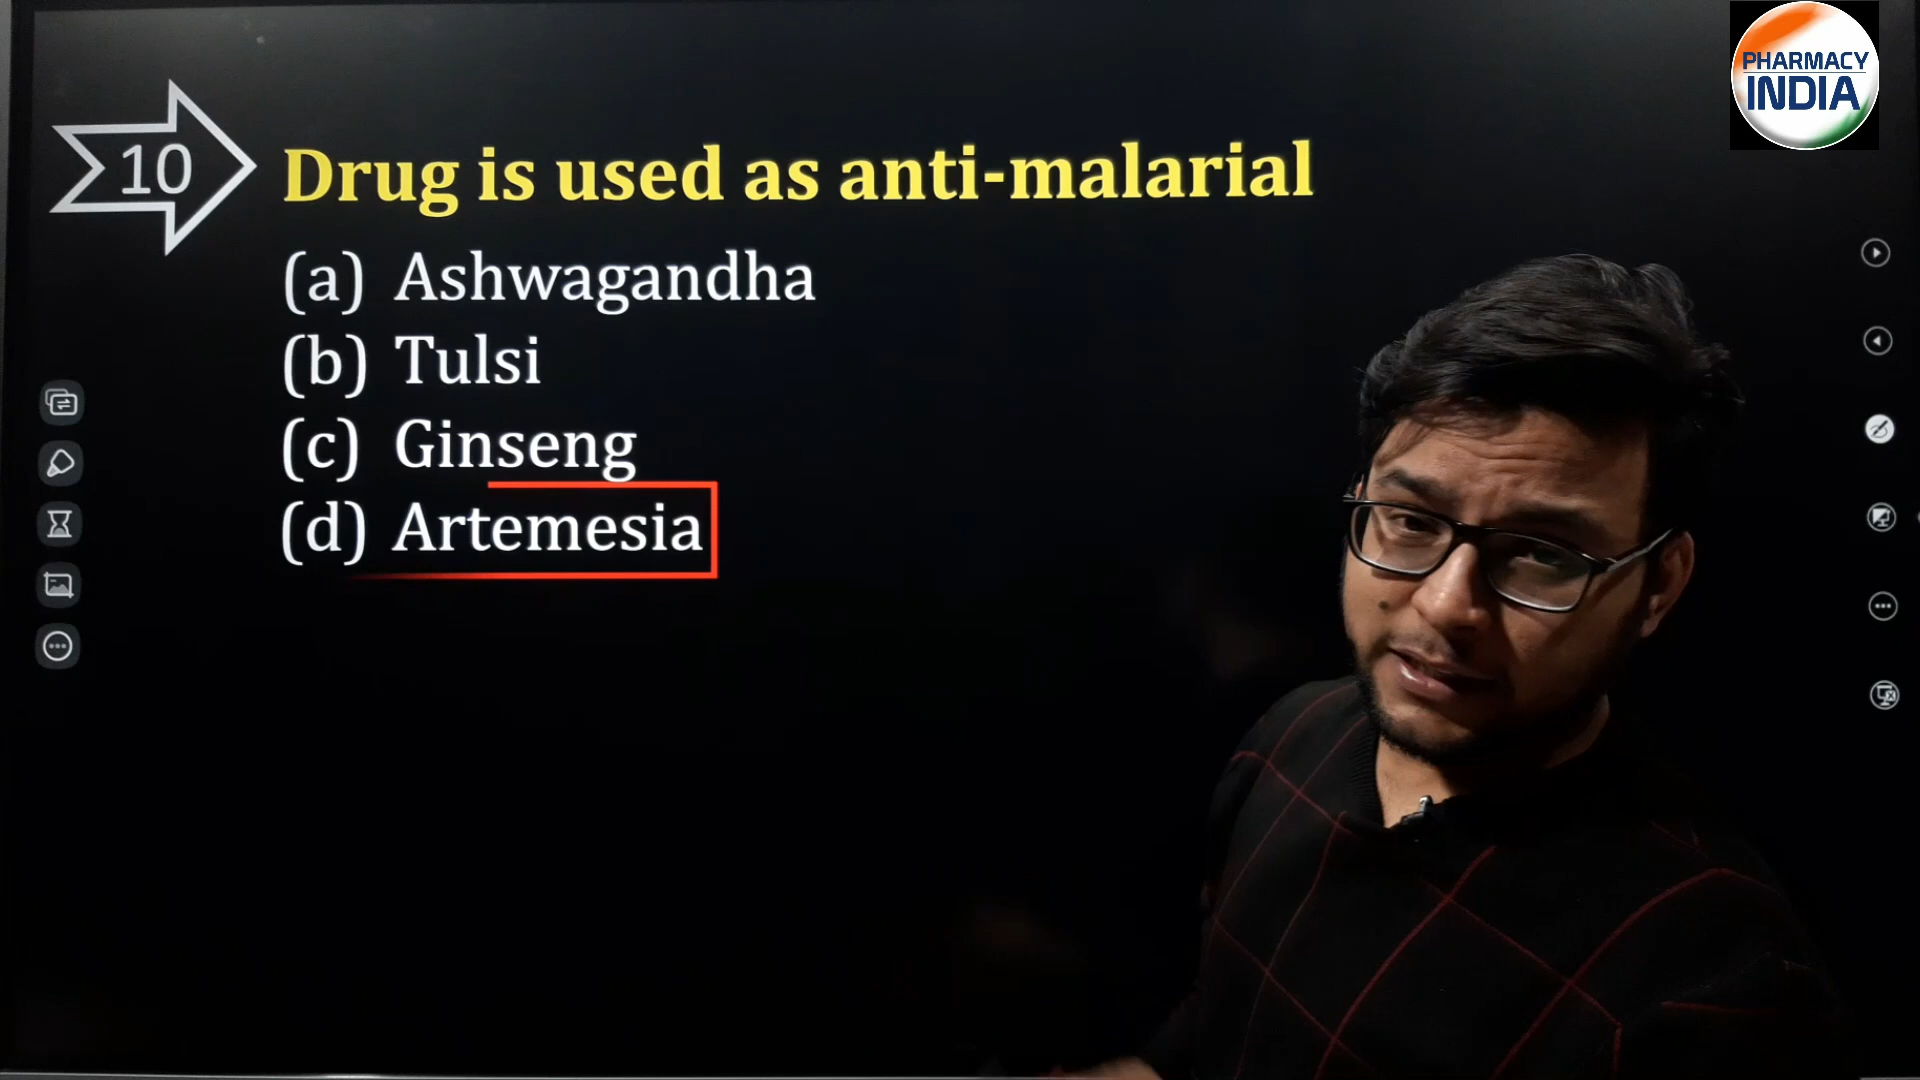 PHARMACY
INDIA
10
Drug is used as anti-malarial
(a) Ashwagandha
(b) Tulsi
(c) Ginseng
(d) Artemesia